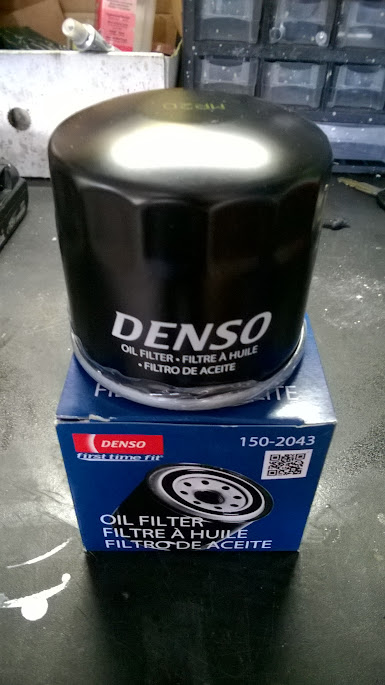 DENSO
OIL FILTER • FILTRE À HUILE
• FILTRO DE ACEITE
DENSO
first time fit
150-2043
OIL FILTER
FILTRE À HUILE
FILTRO DE ACEITE